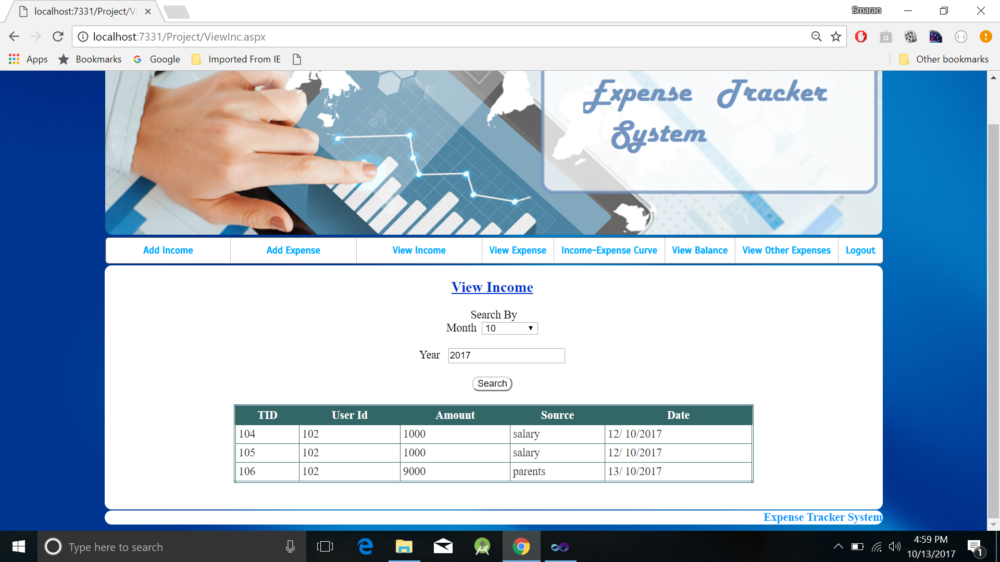 localhost:7331/Project/Vi
Smaran
localhost:7331/Project/ViewInc.aspx
Apps Bookmarks Google Imported From IE Other bookmarks
Expense Tracker
System
Add Income Add Expense View Income View Expense Income-Expense Curve View Balance View Other Expenses Logout
View Income
Search By
Month 10
Year 2017
Search
TID User Id Amount Source Date
104 102 1000 salary 12/ 10/2017
105 102 1000 salary 12/ 10/2017
106 102 9000 parents 13/ 10/2017
Expense Tracker System
Type here to search
4:59 PM
10/13/2017
1